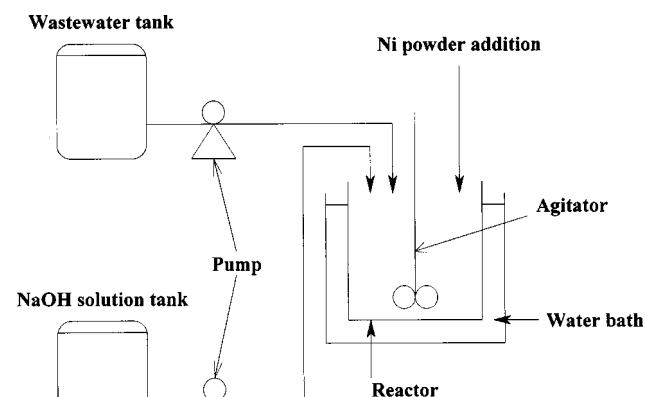 Wastewater tank
Ni powder addition
Agitator
Pump
NaOH solution tank
Water bath
Reactor